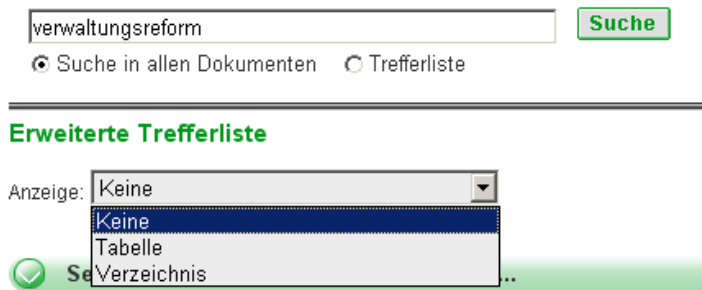 verwaltungsreform Suche
Suche in allen Dokumenten Trefferliste
Erweiterte Trefferliste
Anzeige: Keine
Keine
Tabelle
Verzeichnis
...